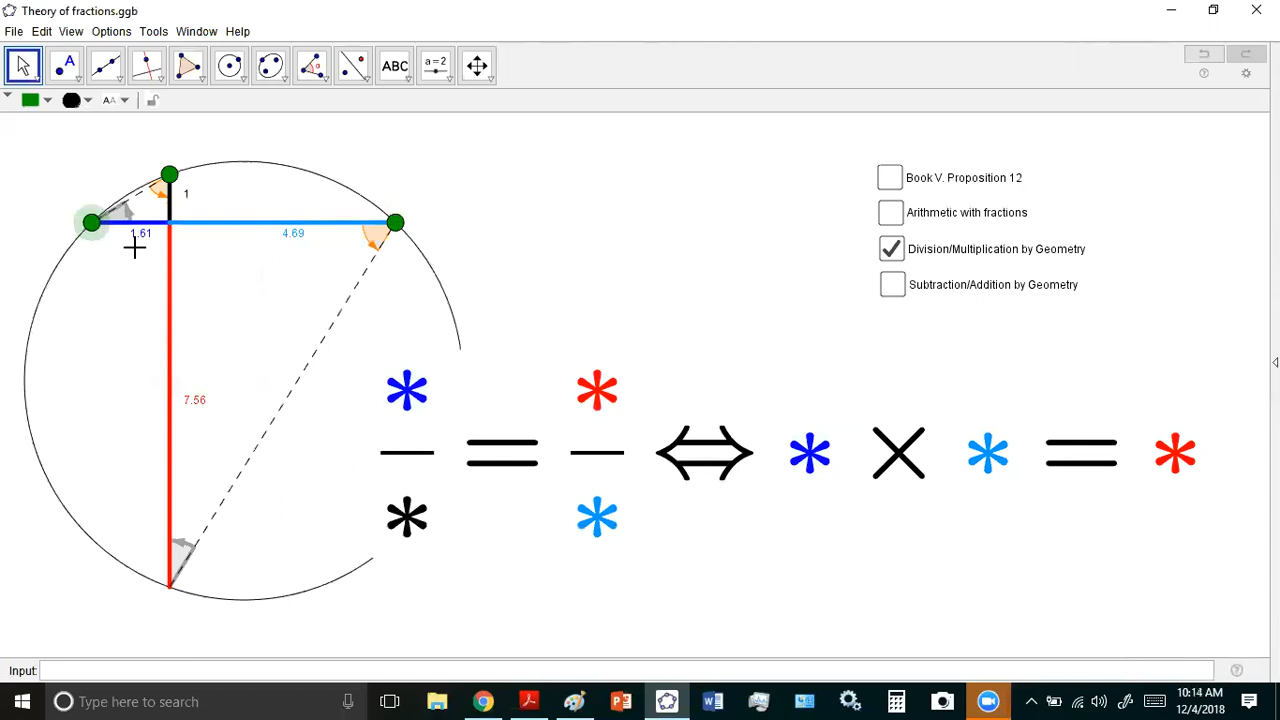 Theory of fractions.ggb
File Edit View Options Tools Window Help
A
ABC
a = 2
AA
1
1.61
4.69
7.56
Book V. Proposition 12
Arithmetic with fractions
Division/Multiplication by Geometry
Subtraction/Addition by Geometry
* *
— = — ⇔ * × * = *
* *
Input:
Type here to search
10:14 AM
12/4/2018